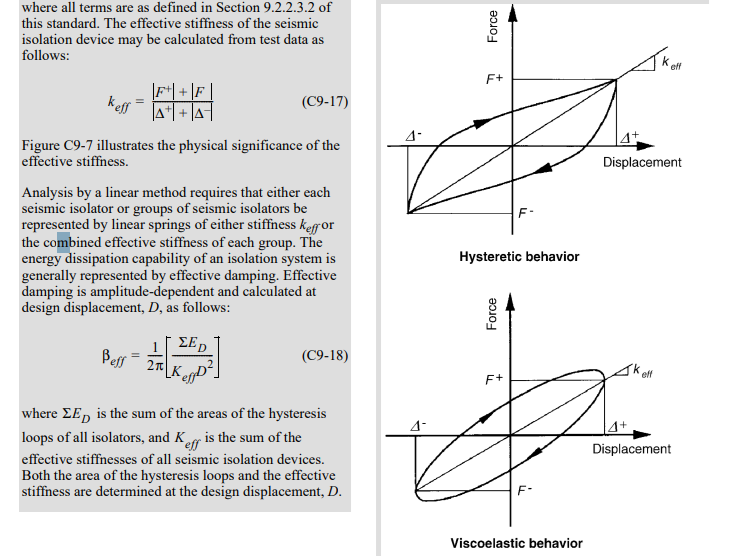 where all terms are as defined in Section 9.2.2.3.2 of
this standard. The effective stiffness of the seismic
isolation device may be calculated from test data as
follows:
k_eff = |F⁺| + |F | / |Δ⁺| + |Δ⁻| (C9-17)
Figure C9-7 illustrates the physical significance of the
effective stiffness.
Analysis by a linear method requires that either each
seismic isolator or groups of seismic isolators be
represented by linear springs of either stiffness k_eff or
the combined effective stiffness of each group. The
energy dissipation capability of an isolation system is
generally represented by effective damping. Effective
damping is amplitude-dependent and calculated at
design displacement, D, as follows:
β_eff = 1/2π [ ΣE_D / K_eff D² ] (C9-18)
where ΣE_D is the sum of the areas of the hysteresis
loops of all isolators, and K_eff is the sum of the
effective stiffnesses of all seismic isolation devices.
Both the area of the hysteresis loops and the effective
stiffness are determined at the design displacement, D.
Force
k eff
F+
Δ-
Δ+
Displacement
F-
Hysteretic behavior
Force
k eff
F+
Δ-
Δ+
Displacement
F-
Viscoelastic behavior